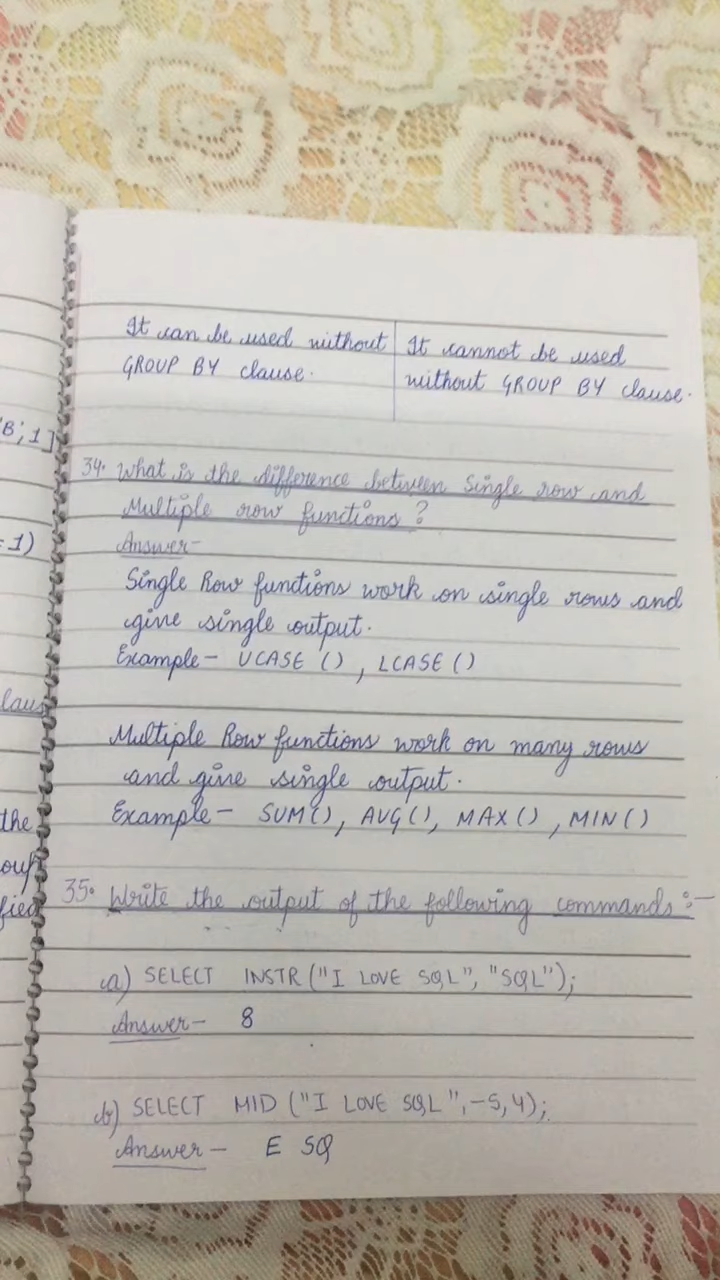 It can be used without
GROUP BY clause.
It cannot be used
without GROUP BY clause.
'B', 1]
= 1)
34. What is the difference between Single row and
Multiple row functions?
Answer-
Single Row functions work on single rows and
give single output.
Example - UCASE (), LCASE ()
Multiple Row functions work on many rows
and give single output.
Example - SUM(), AVG(), MAX(), MIN()
the
35. Write the output of the following commands:-
a) SELECT INSTR ("I LOVE SQL", "SQL");
Answer - 8
b) SELECT MID ("I LOVE SQL", -5, 4);
Answer - E SQ